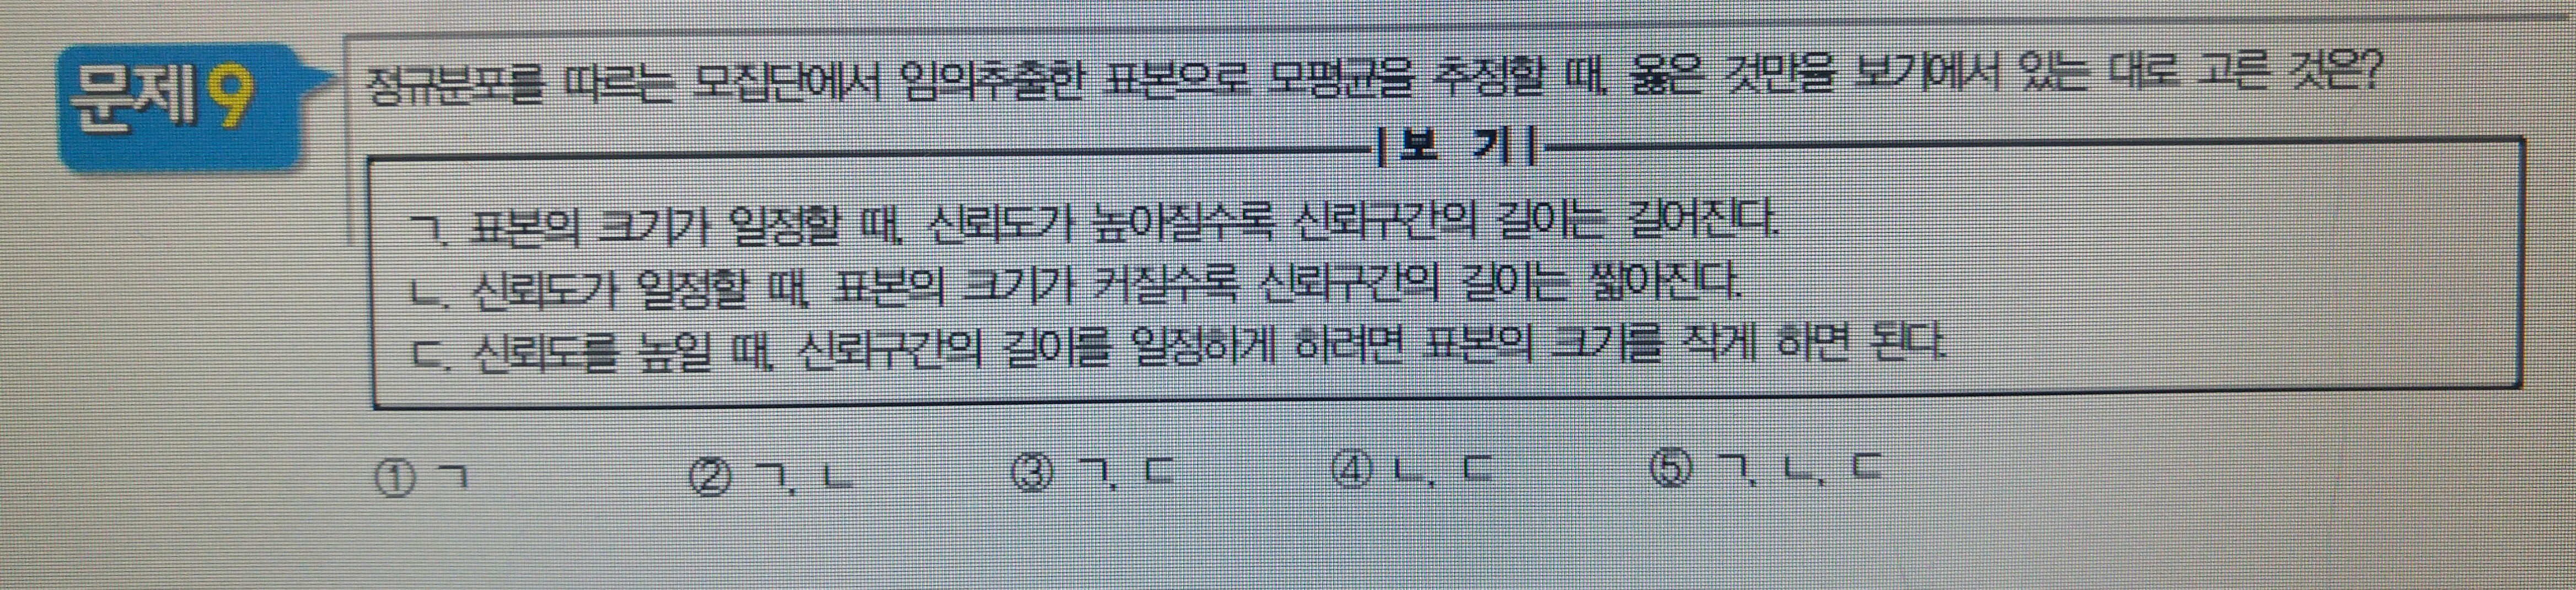 문제9
정규분포를 따르는 모집단에서 임의추출한 표본으로 모평균을 추정할 때, 옳은 것만을 보기에서 있는 대로 고른 것은?
보 기
ㄱ. 표본의 크기가 일정할 때, 신뢰도가 높아질수록 신뢰구간의 길이는 길어진다.
ㄴ. 신뢰도가 일정할 때, 표본의 크기가 커질수록 신뢰구간의 길이는 짧아진다.
ㄷ. 신뢰도를 높일 때, 신뢰구간의 길이를 일정하게 하려면 표본의 크기를 작게 하면 된다.
① ㄱ ② ㄱ, ㄴ ③ ㄱ, ㄷ ④ ㄴ, ㄷ ⑤ ㄱ, ㄴ, ㄷ